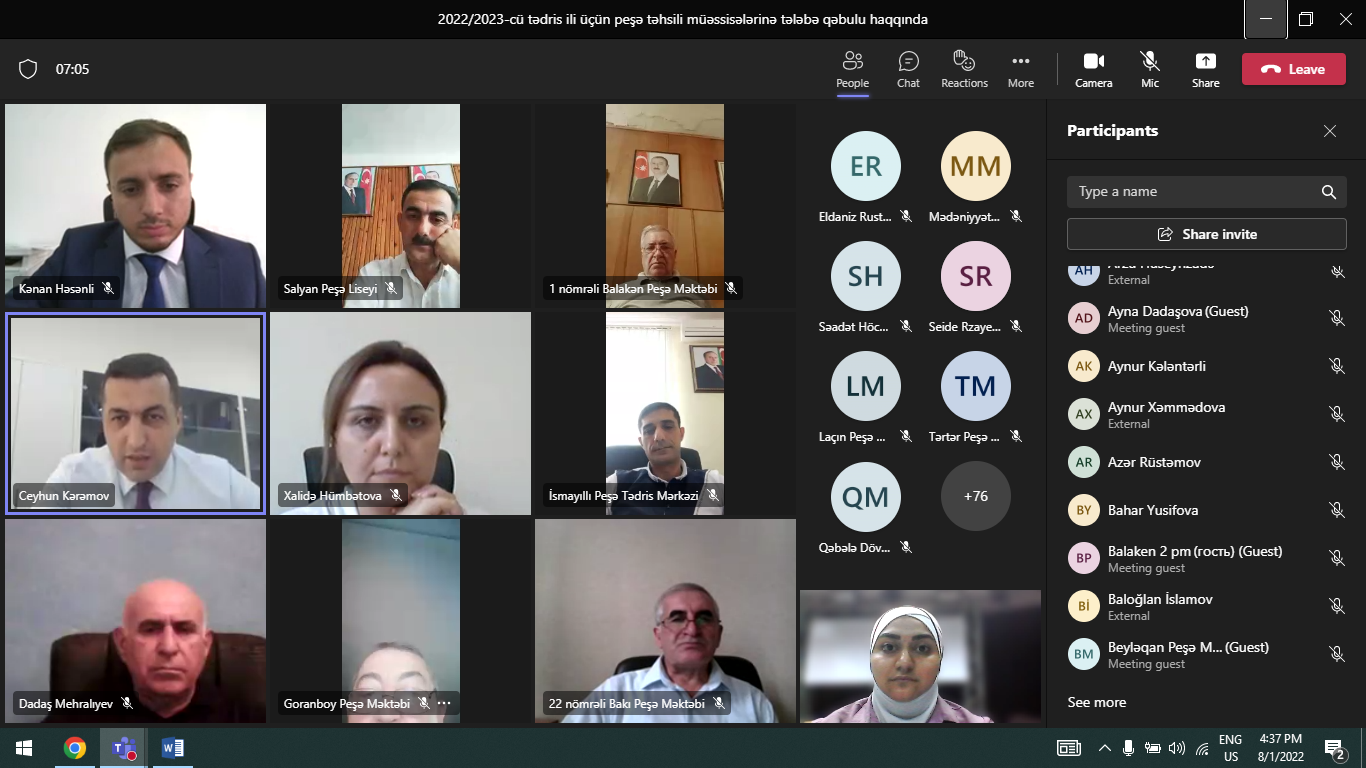 2022/2023-cü tədris ili üçün peşə təhsili müəssisələrinə tələbə qəbulu haqqında
07:05
People
Chat
Reactions
More
Camera
Mic
Share
Leave
Kənan Həsənli
Salyan Peşə Liseyi
1 nömrəli Balakən Peşə Məktəbi
Ceyhun Kərəmov
Xalidə Hümbətova
İsmayıllı Peşə Tədris Mərkəzi
Dadaş Mehralıyev
Goranboy Peşə Məktəbi
22 nömrəli Bakı Peşə Məktəbi
ER
Eldaniz Rust...
MM
Mədəniyyət...
SH
Səadət Höc...
SR
Seide Rzaye...
LM
Laçın Peşə ...
TM
Tərtər Peşə ...
QM
Qəbələ Döv...
+76
Participants
Type a name
Share invite
AH
External
AD
Ayna Dadaşova (Guest)
Meeting guest
AK
Aynur Kələntərli
AX
Aynur Xəmmədova
External
AR
Azər Rüstəmov
BY
Bahar Yusifova
BP
Balaken 2 pm (гость) (Guest)
Meeting guest
Bİ
Baloğlan İslamov
External
BM
Beyləqan Peşə M... (Guest)
Meeting guest
See more
ENG
US
4:37 PM
8/1/2022
2